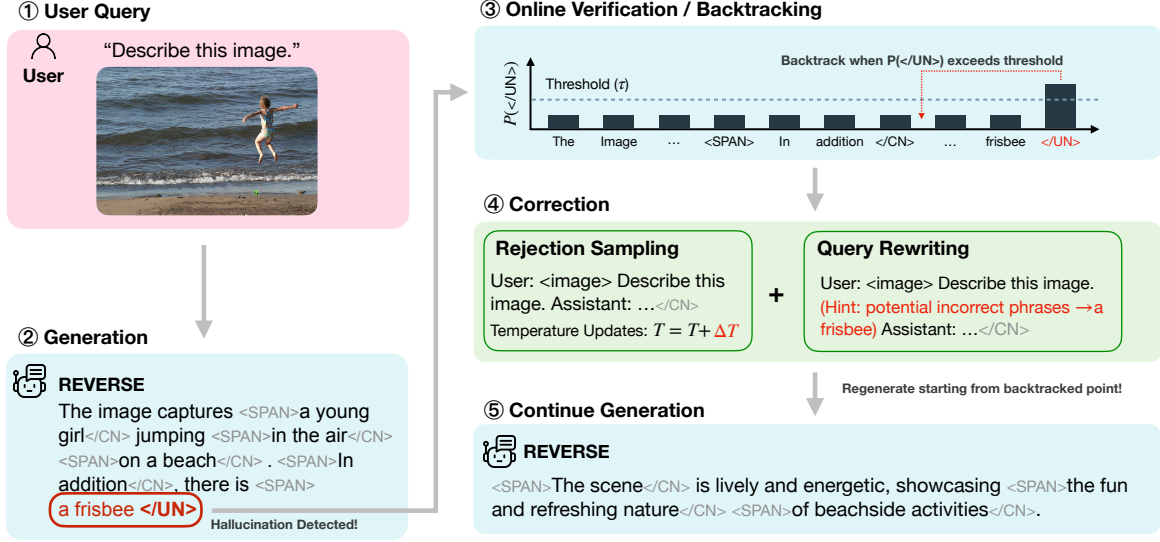 ① User Query
User
“Describe this image.”
② Generation
REVERSE
The image captures <SPAN>a young
girl</CN> jumping <SPAN>in the air</CN>
<SPAN>on a beach</CN> . <SPAN>In
addition</CN>, there is <SPAN>
a frisbee </UN>
Hallucination Detected!
③ Online Verification / Backtracking
Backtrack when P(</UN>) exceeds threshold
Threshold (τ)
P(</UN>)
The Image … <SPAN> In addition </CN> … frisbee </UN>
④ Correction
Rejection Sampling
User: <image> Describe this
image. Assistant: …</CN>
Temperature Updates: T = T+ ΔT
+
Query Rewriting
User: <image> Describe this image.
(Hint: potential incorrect phrases →a
frisbee) Assistant: …</CN>
Regenerate starting from backtracked point!
⑤ Continue Generation
REVERSE
<SPAN>The scene</CN> is lively and energetic, showcasing <SPAN>the fun
and refreshing nature</CN> <SPAN>of beachside activities</CN>.